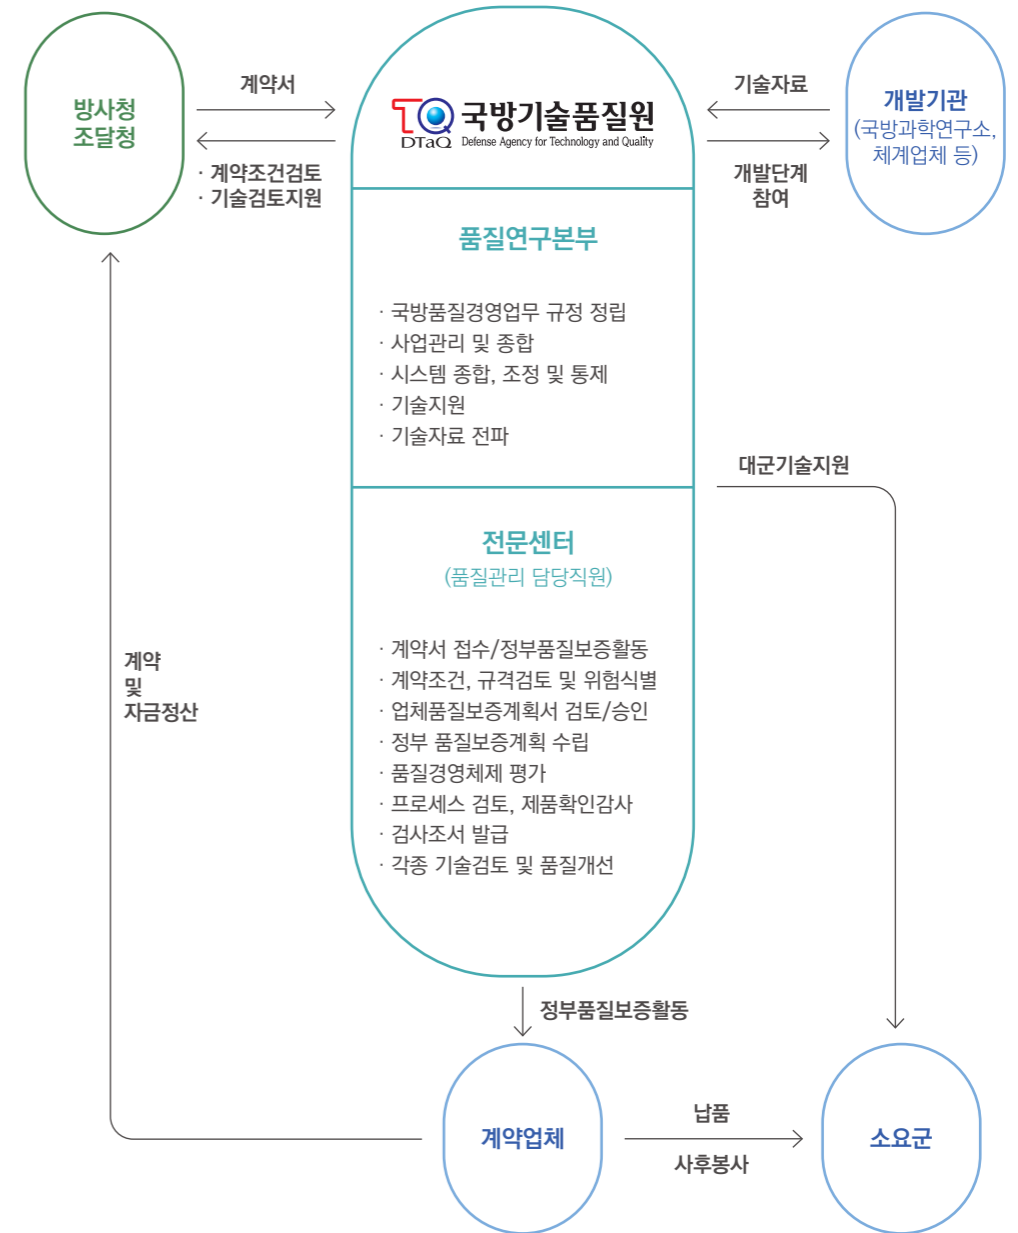 방사청
조달청
계약서
· 계약조건검토
· 기술검토지원
TQ
DTaQ
국방기술품질원
Defense Agency for Technology and Quality
기술자료
개발단계
참여
개발기관
(국방과학연구소,
체계업체 등)
품질연구본부
· 국방품질경영업무 규정 정립
· 사업관리 및 종합
· 시스템 종합, 조정 및 통제
· 기술지원
· 기술자료 전파
대군기술지원
전문센터
(품질관리 담당직원)
· 계약서 접수/정부품질보증활동
· 계약조건, 규격검토 및 위험식별
· 업체품질보증계획서 검토/승인
· 정부 품질보증계획 수립
· 품질경영체제 평가
· 프로세스 검토, 제품확인감사
· 검사조서 발급
· 각종 기술검토 및 품질개선
계약
및
자금정산
정부품질보증활동
계약업체
납품
사후봉사
소요군